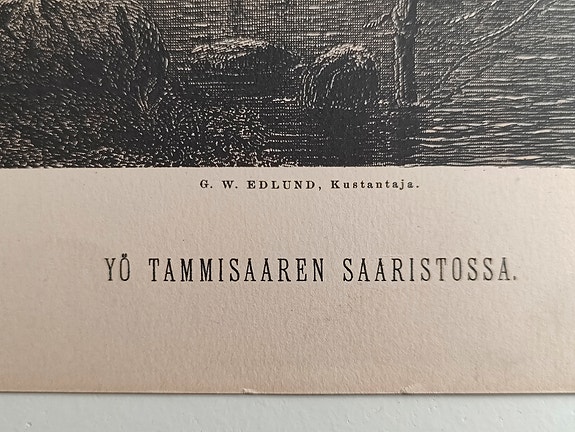 G. W. EDLUND, Kustantaja.
YÖ TAMMISAAREN SAARISTOSSA.